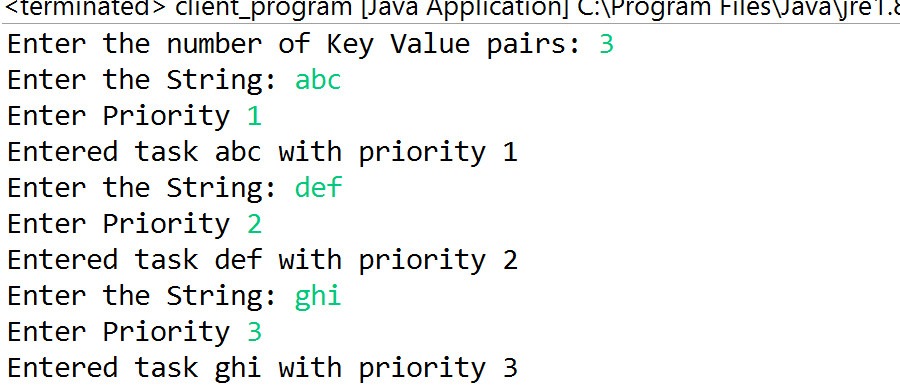 <terminated> client_program [Java Application] C:\Program Files\Java\jre1.8
Enter the number of Key Value pairs: 3
Enter the String: abc
Enter Priority 1
Entered task abc with priority 1
Enter the String: def
Enter Priority 2
Entered task def with priority 2
Enter the String: ghi
Enter Priority 3
Entered task ghi with priority 3